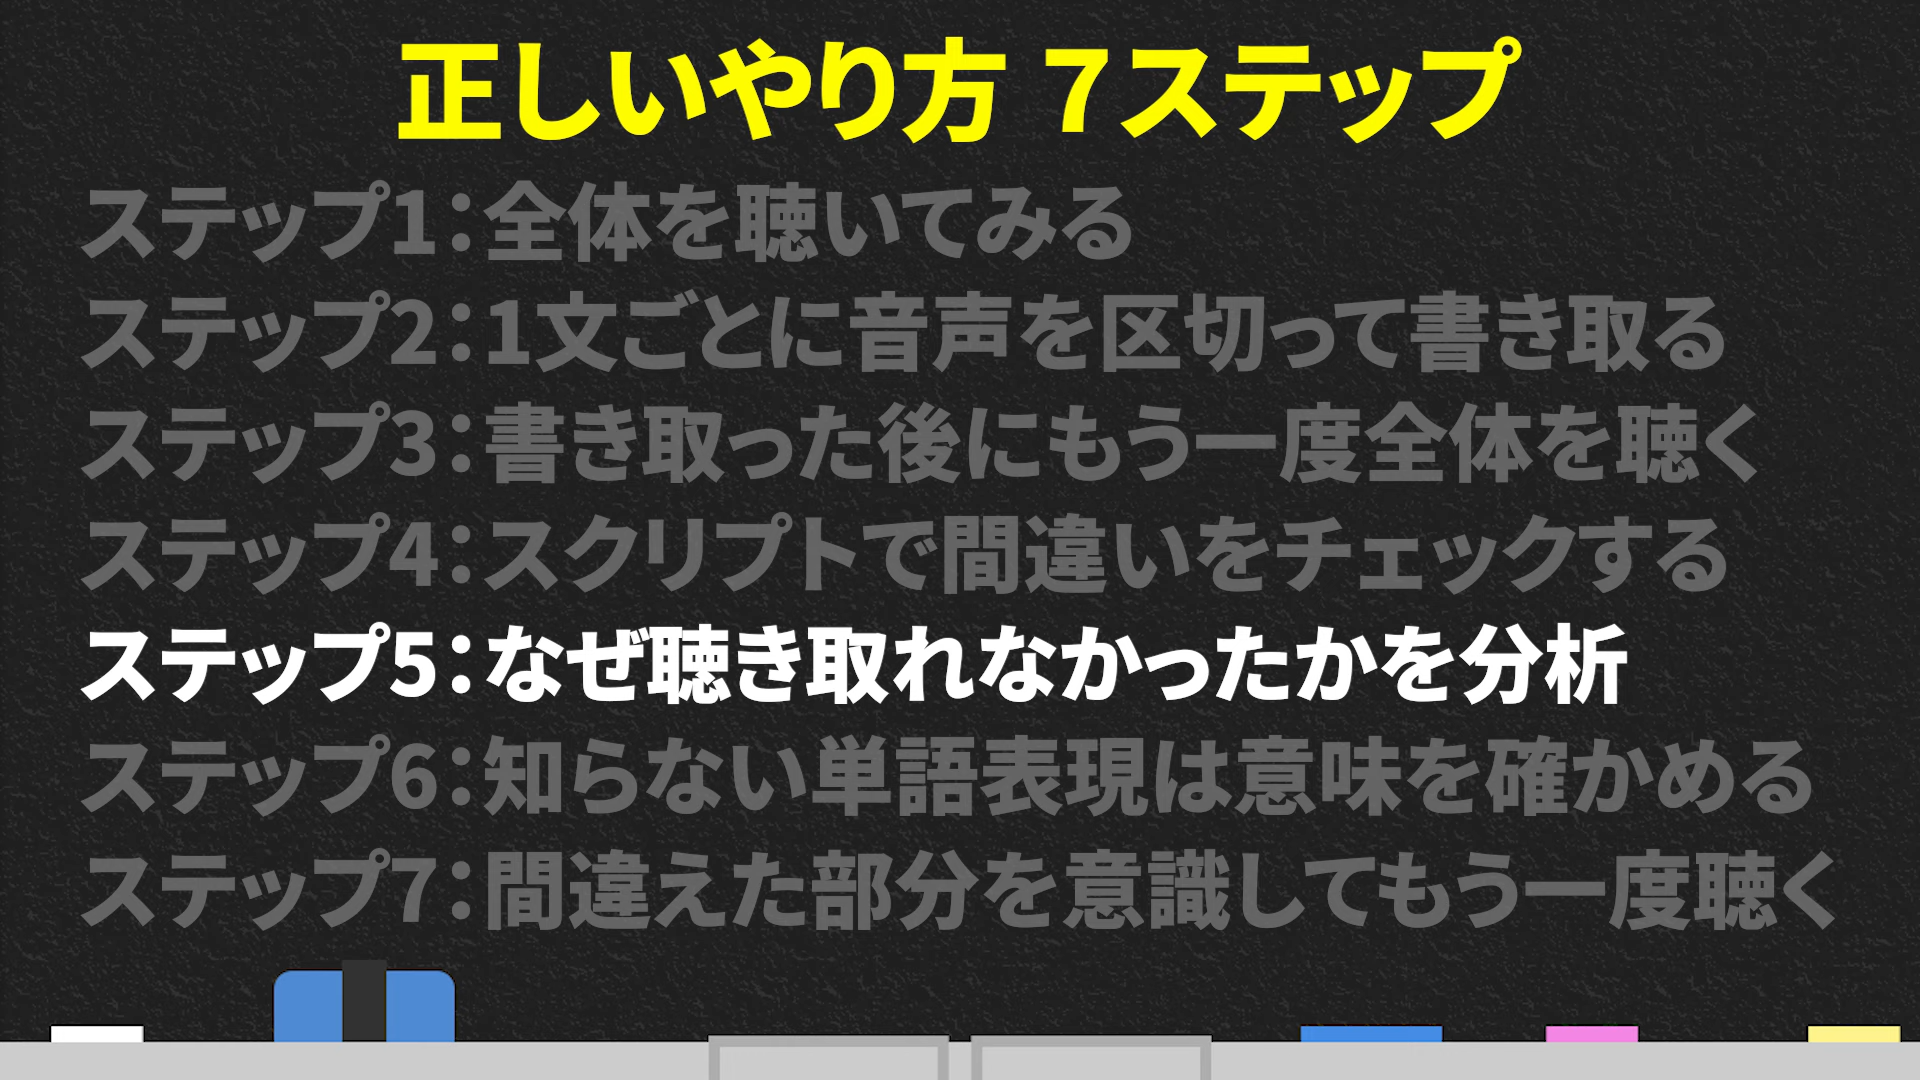 正しいやり方 7ステップ
ステップ1：全体を聴いてみる
ステップ2：1文ごとに音声を区切って書き取る
ステップ3：書き取った後にもう一度全体を聴く
ステップ4：スクリプトで間違いをチェックする
ステップ5：なぜ聴き取れなかったかを分析
ステップ6：知らない単語表現は意味を確かめる
ステップ7：間違えた部分を意識してもう一度聴く